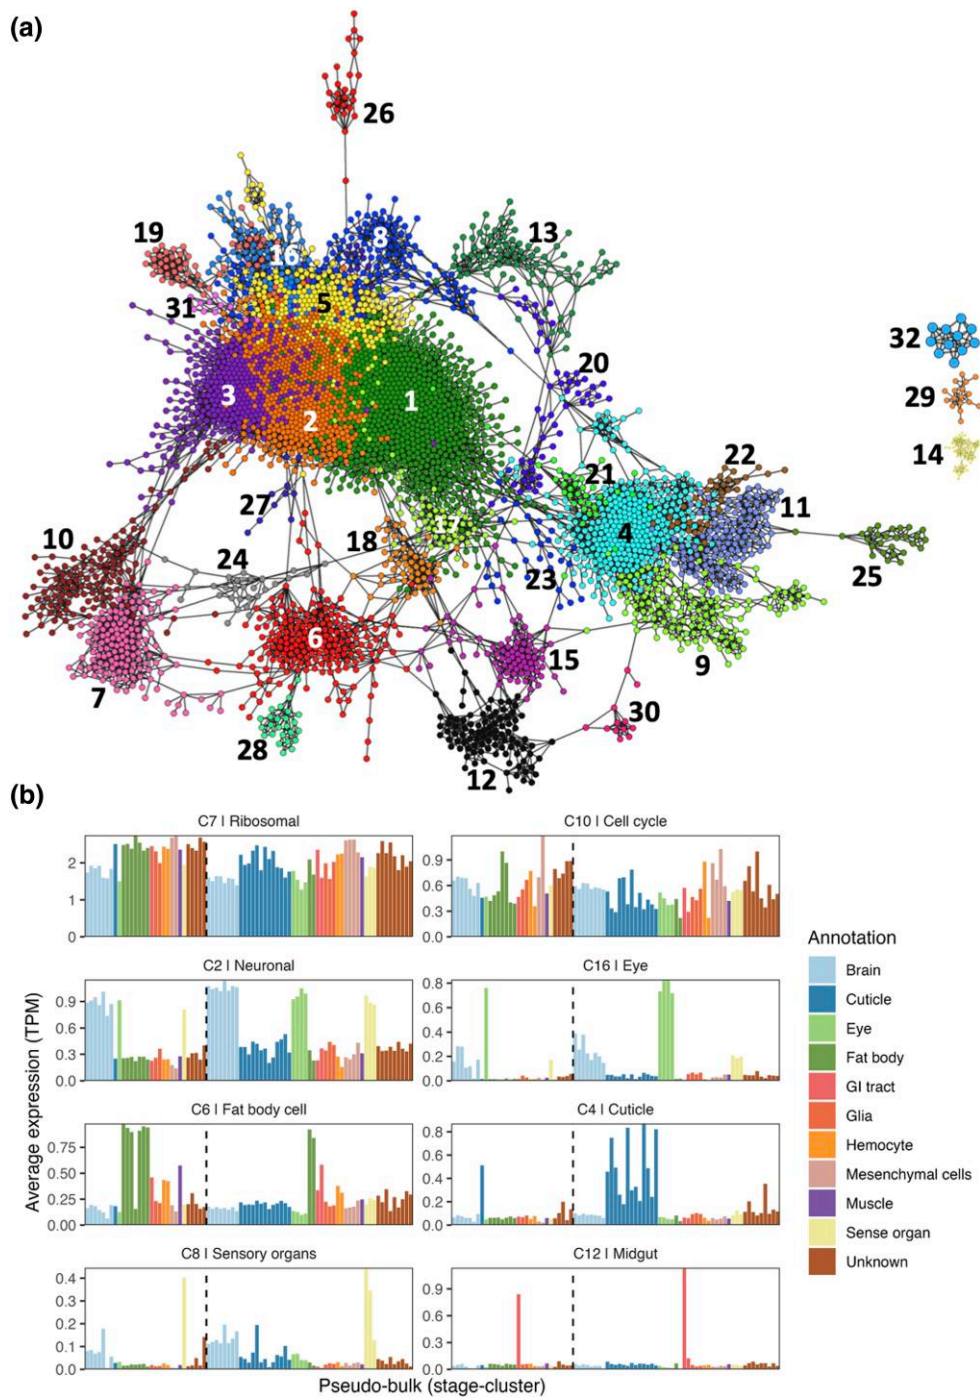 (a)
26
19
8
13
16
31
5
32
3
20
1
29
2
14
22
21
11
27
17
4
10
18
24
23
25
6
15
9
7
30
28
12
(b)
C7 | Ribosomal
C10 | Cell cycle
2
1
0
0.9
0.6
0.3
0.0
C2 | Neuronal
C16 | Eye
0.9
0.6
0.3
0.0
0.8
0.6
0.4
0.2
0.0
C6 | Fat body cell
C4 | Cuticle
0.75
0.50
0.25
0.00
0.8
0.6
0.4
0.2
0.0
C8 | Sensory organs
C12 | Midgut
0.4
0.3
0.2
0.1
0.0
0.9
0.6
0.3
0.0
Average expression (TPM)
Pseudo-bulk (stage-cluster)
Annotation
Brain
Cuticle
Eye
Fat body
GI tract
Glia
Hemocyte
Mesenchymal cells
Muscle
Sense organ
Unknown